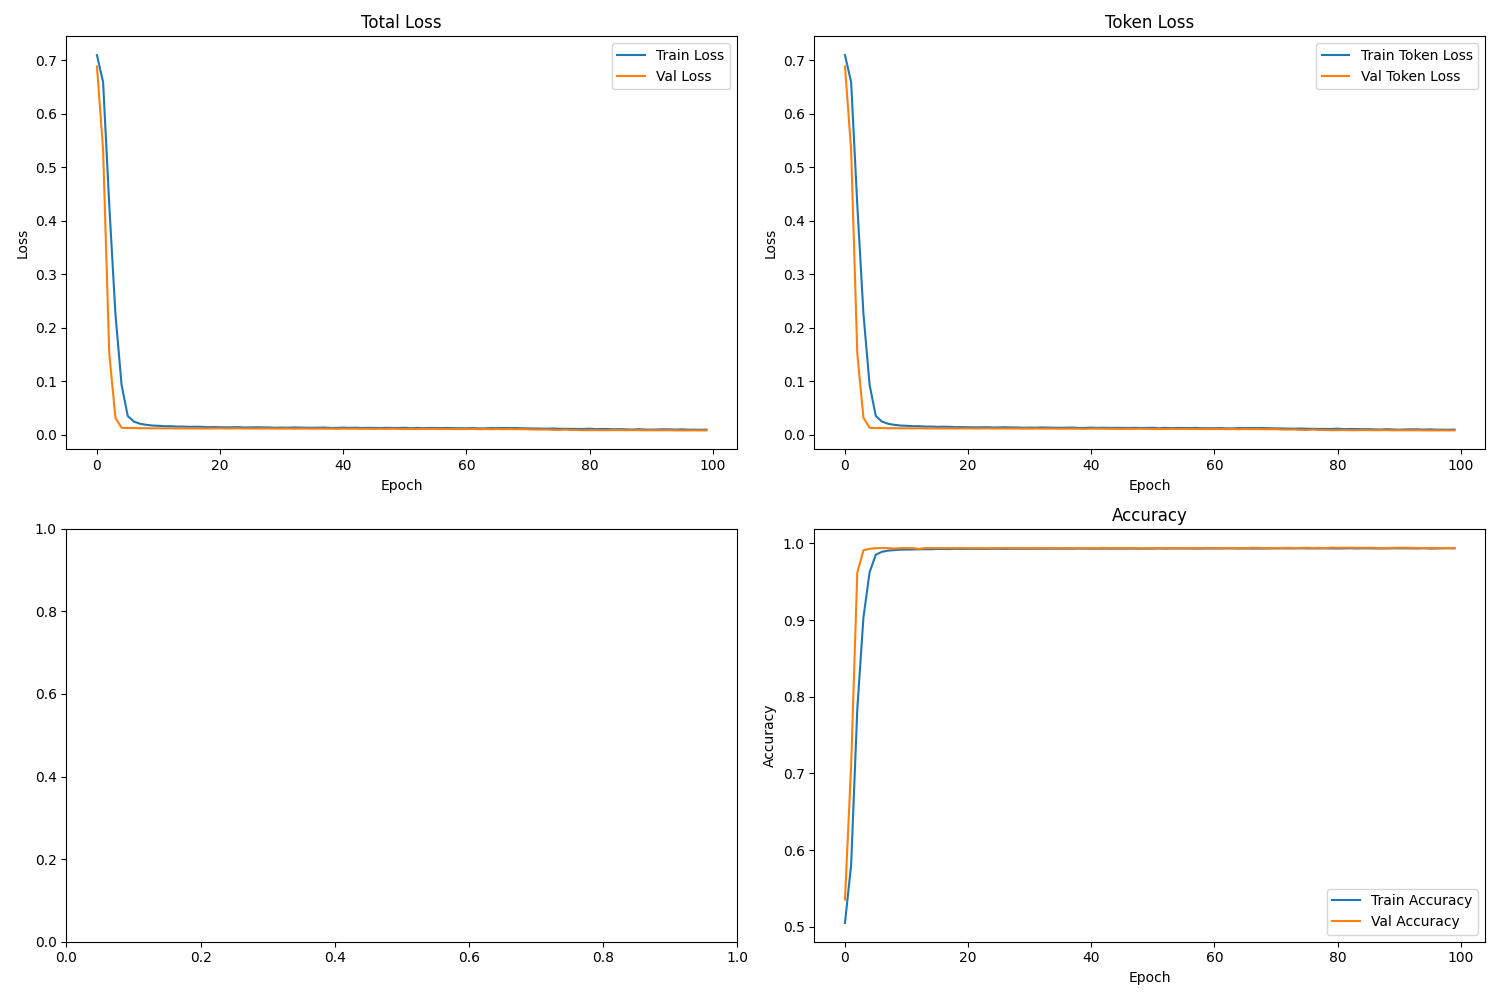 Total Loss
Train Loss
Val Loss
0.7
0.6
0.5
0.4
0.3
0.2
0.1
0.0
Loss
0 20 40 60 80 100
Epoch
Token Loss
Train Token Loss
Val Token Loss
0.7
0.6
0.5
0.4
0.3
0.2
0.1
0.0
Loss
0 20 40 60 80 100
Epoch
1.0
0.8
0.6
0.4
0.2
0.0
0.0 0.2 0.4 0.6 0.8 1.0
Accuracy
1.0
0.9
0.8
0.7
0.6
0.5
Accuracy
Train Accuracy
Val Accuracy
0 20 40 60 80 100
Epoch